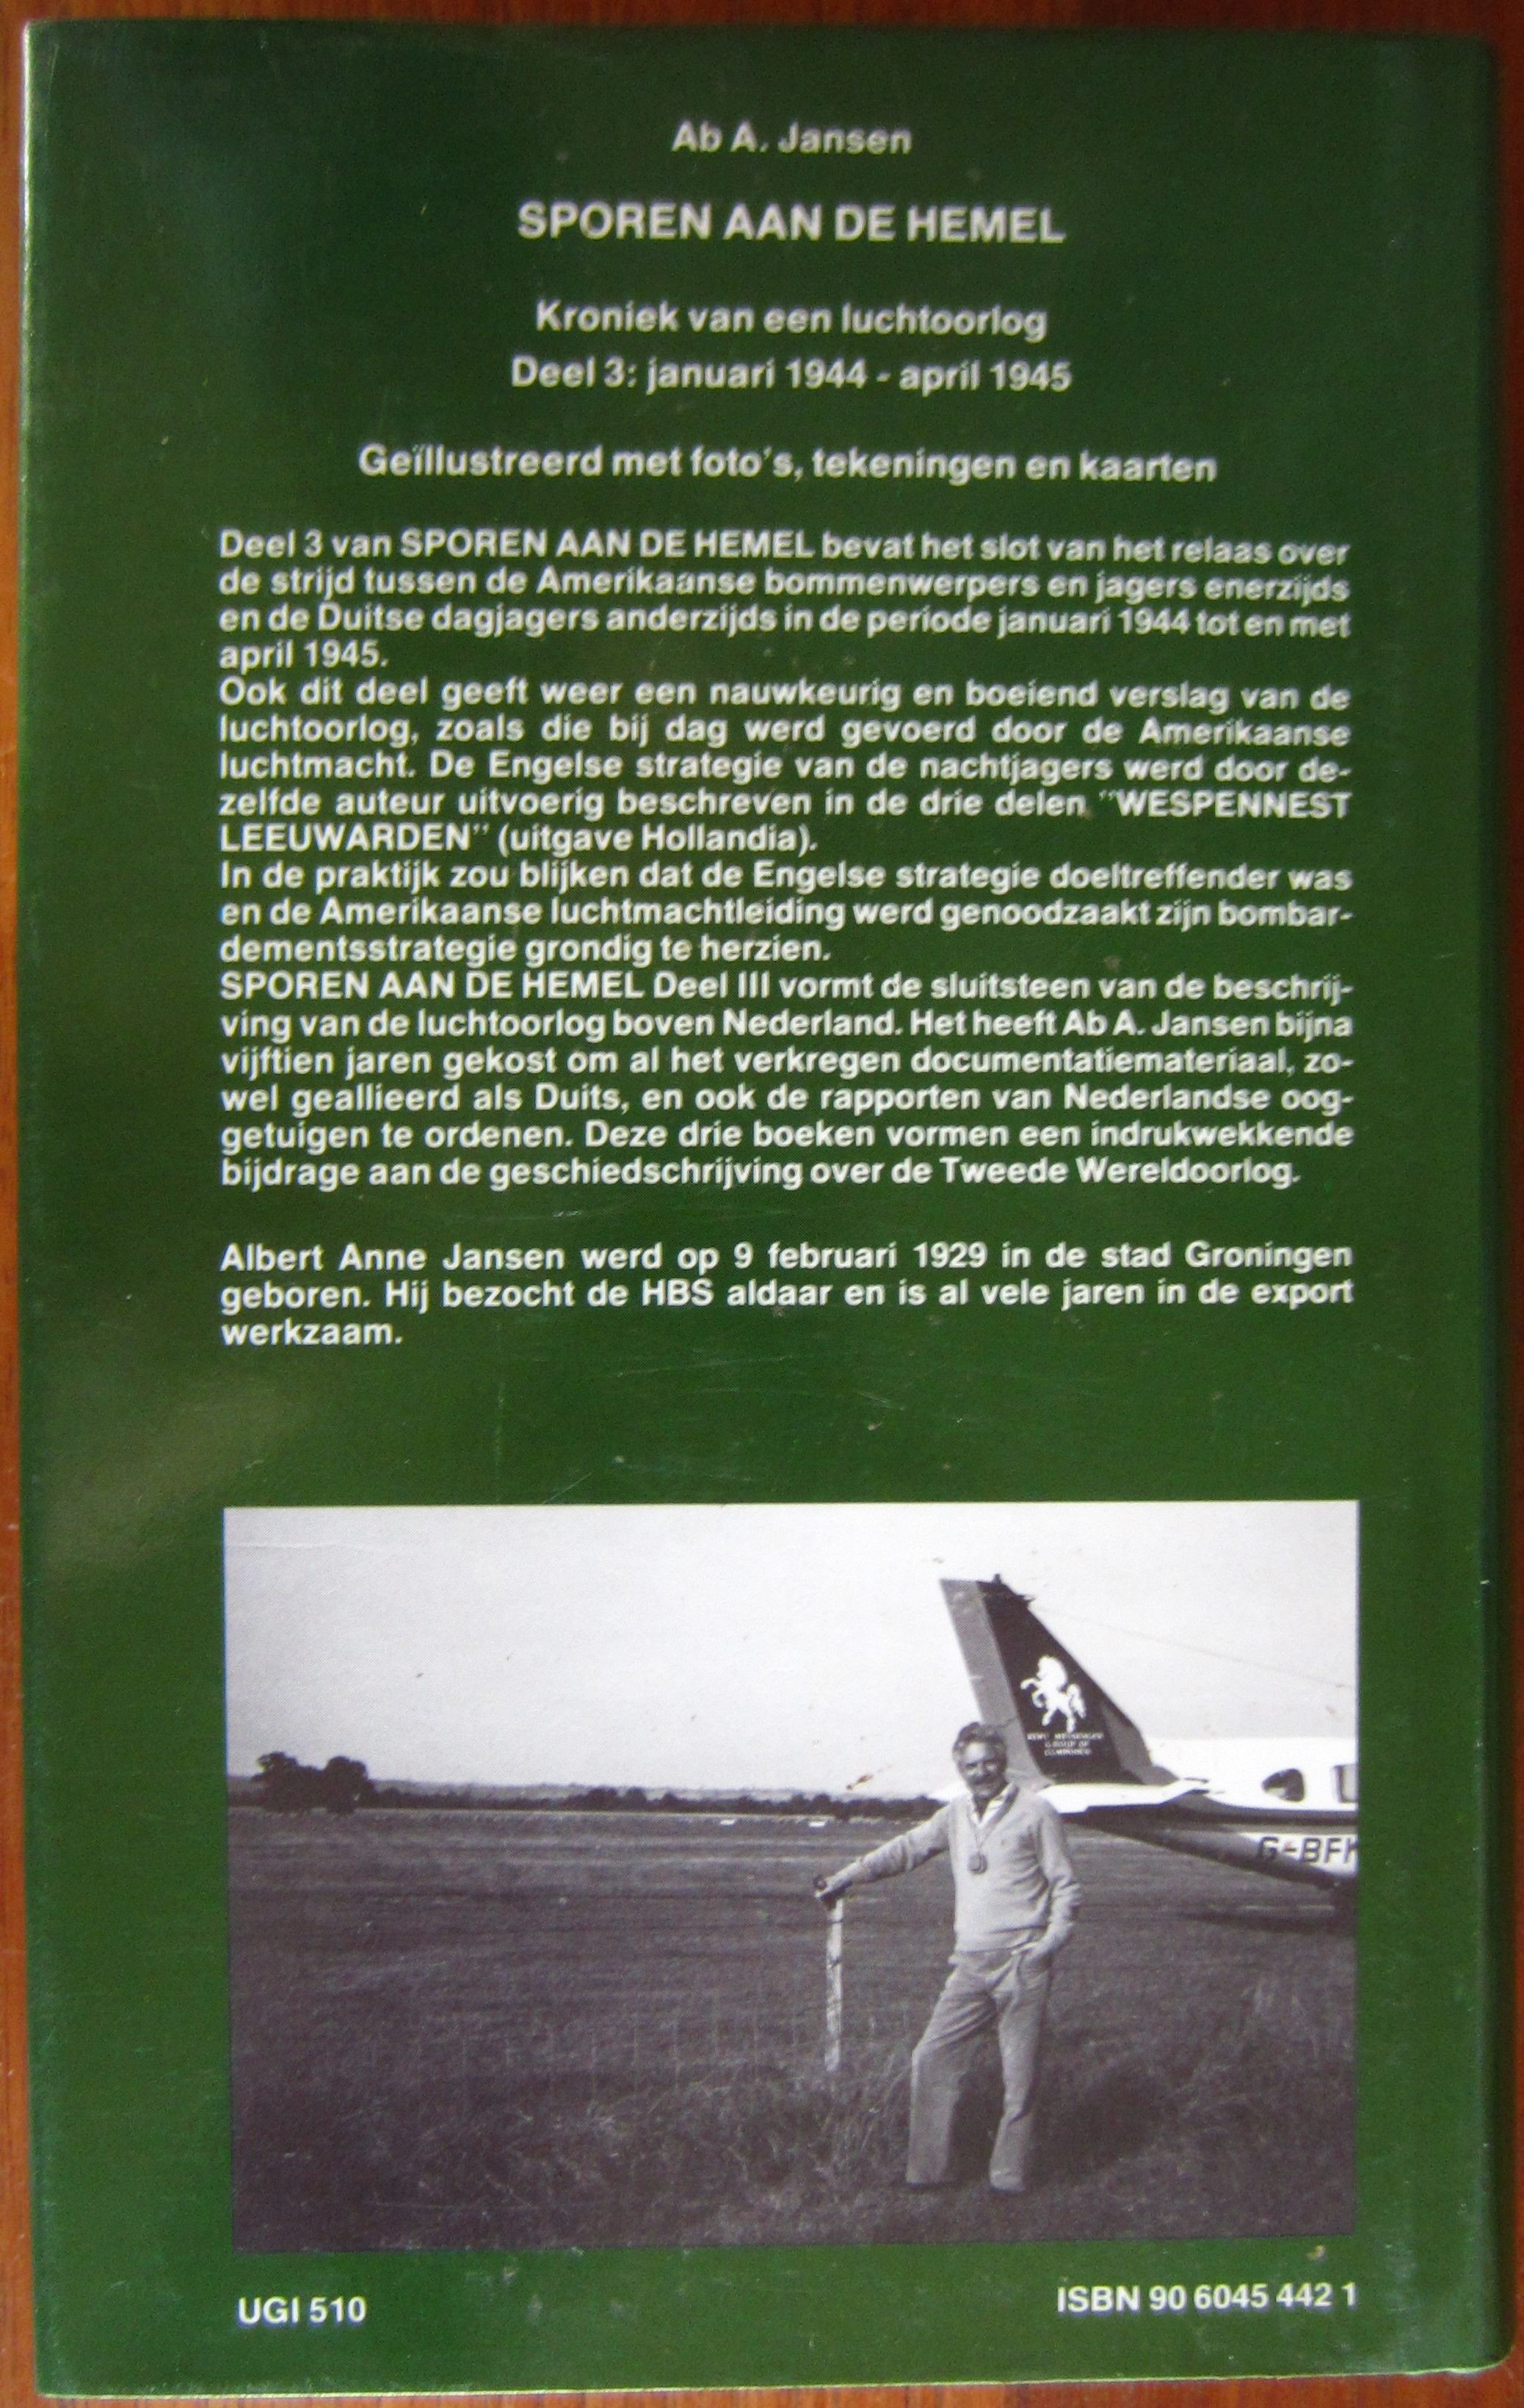 Ab A. Jansen
SPOREN AAN DE HEMEL
Kroniek van een luchtoorlog
Deel 3: januari 1944 - april 1945
Geïllustreerd met foto's, tekeningen en kaarten
Deel 3 van SPOREN AAN DE HEMEL bevat het slot van het relaas over
de strijd tussen de Amerikaanse bommenwerpers en jagers enerzijds
en de Duitse dagjagers anderzijds in de periode januari 1944 tot en met
april 1945.
Ook dit deel geeft weer een nauwkeurig en boeiend verslag van de
luchtoorlog, zoals die bij dag werd gevoerd door de Amerikaanse
luchtmacht. De Engelse strategie van de nachtjagers werd door de-
zelfde auteur uitvoerig beschreven in de drie delen "WESPENNEST
LEEUWARDEN" (uitgave Hollandia).
In de praktijk zou blijken dat de Engelse strategie doeltreffender was
en de Amerikaanse luchtmachtleiding werd genoodzaakt zijn bombar-
dementsstrategie grondig te herzien.
SPOREN AAN DE HEMEL Deel III vormt de sluitsteen van de beschrij-
ving van de luchtoorlog boven Nederland. Het heeft Ab A. Jansen bijna
vijftien jaren gekost om al het verkregen documentatiemateriaal, zo-
wel geallieerd als Duits, en ook de rapporten van Nederlandse oog-
getuigen te ordenen. Deze drie boeken vormen een indrukwekkende
bijdrage aan de geschiedschrijving over de Tweede Wereldoorlog.
Albert Anne Jansen werd op 9 februari 1929 in de stad Groningen
geboren. Hij bezocht de HBS aldaar en is al vele jaren in de export
werkzaam.
G-BFK
UGI 510
ISBN 90 6045 442 1